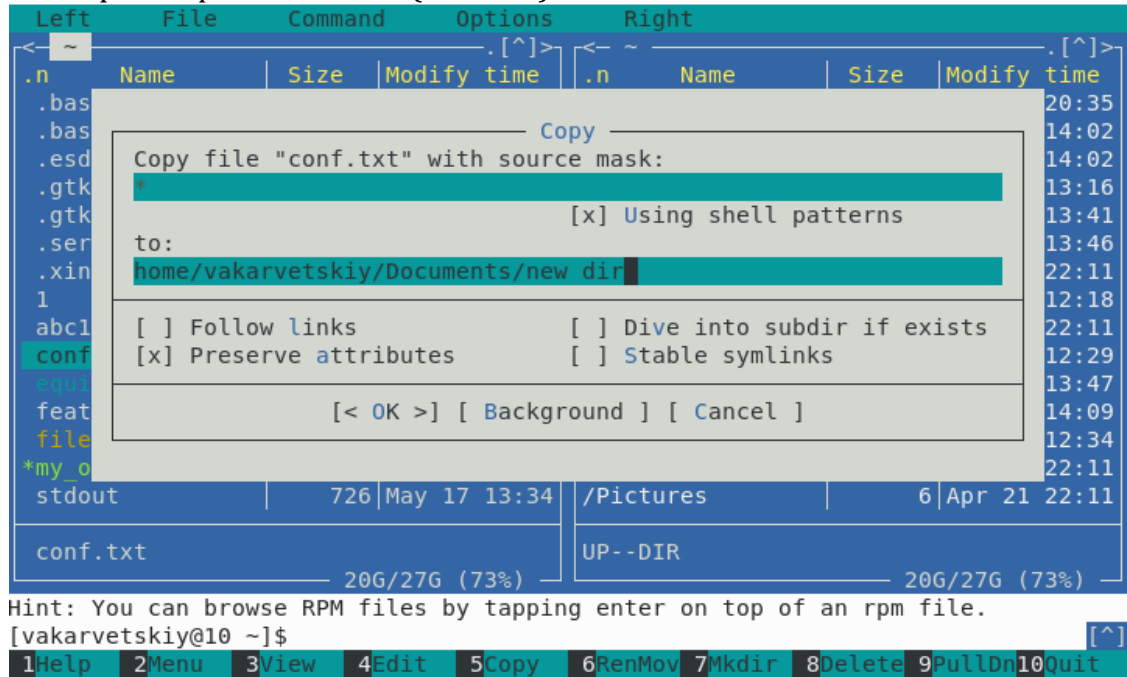 Left File Command Options Right
<— ~ .[^]>
<— ~ .[^]>
.n Name Size Modify time .n Name Size Modify time
.bas 20:35
.bas Copy 14:02
.esd Copy file "conf.txt" with source mask: 14:02
.gtk * 13:16
.gtk [x] Using shell patterns 13:41
.ser to: 13:46
.xin home/vakarvetskiy/Documents/new dir 22:11
1 12:18
abc1 [ ] Follow links [ ] Dive into subdir if exists 22:11
conf [x] Preserve attributes [ ] Stable symlinks 12:29
equi 13:47
feat [< OK >] [ Background ] [ Cancel ] 14:09
file 12:34
*my_o 22:11
stdout 726 May 17 13:34 /Pictures 6 Apr 21 22:11
conf.txt UP--DIR
20G/27G (73%) 20G/27G (73%)
Hint: You can browse RPM files by tapping enter on top of an rpm file.
[vakarvetskiy@10 ~]$ [^]
1Help 2Menu 3View 4Edit 5Copy 6RenMov 7Mkdir 8Delete 9PullDn 10Quit